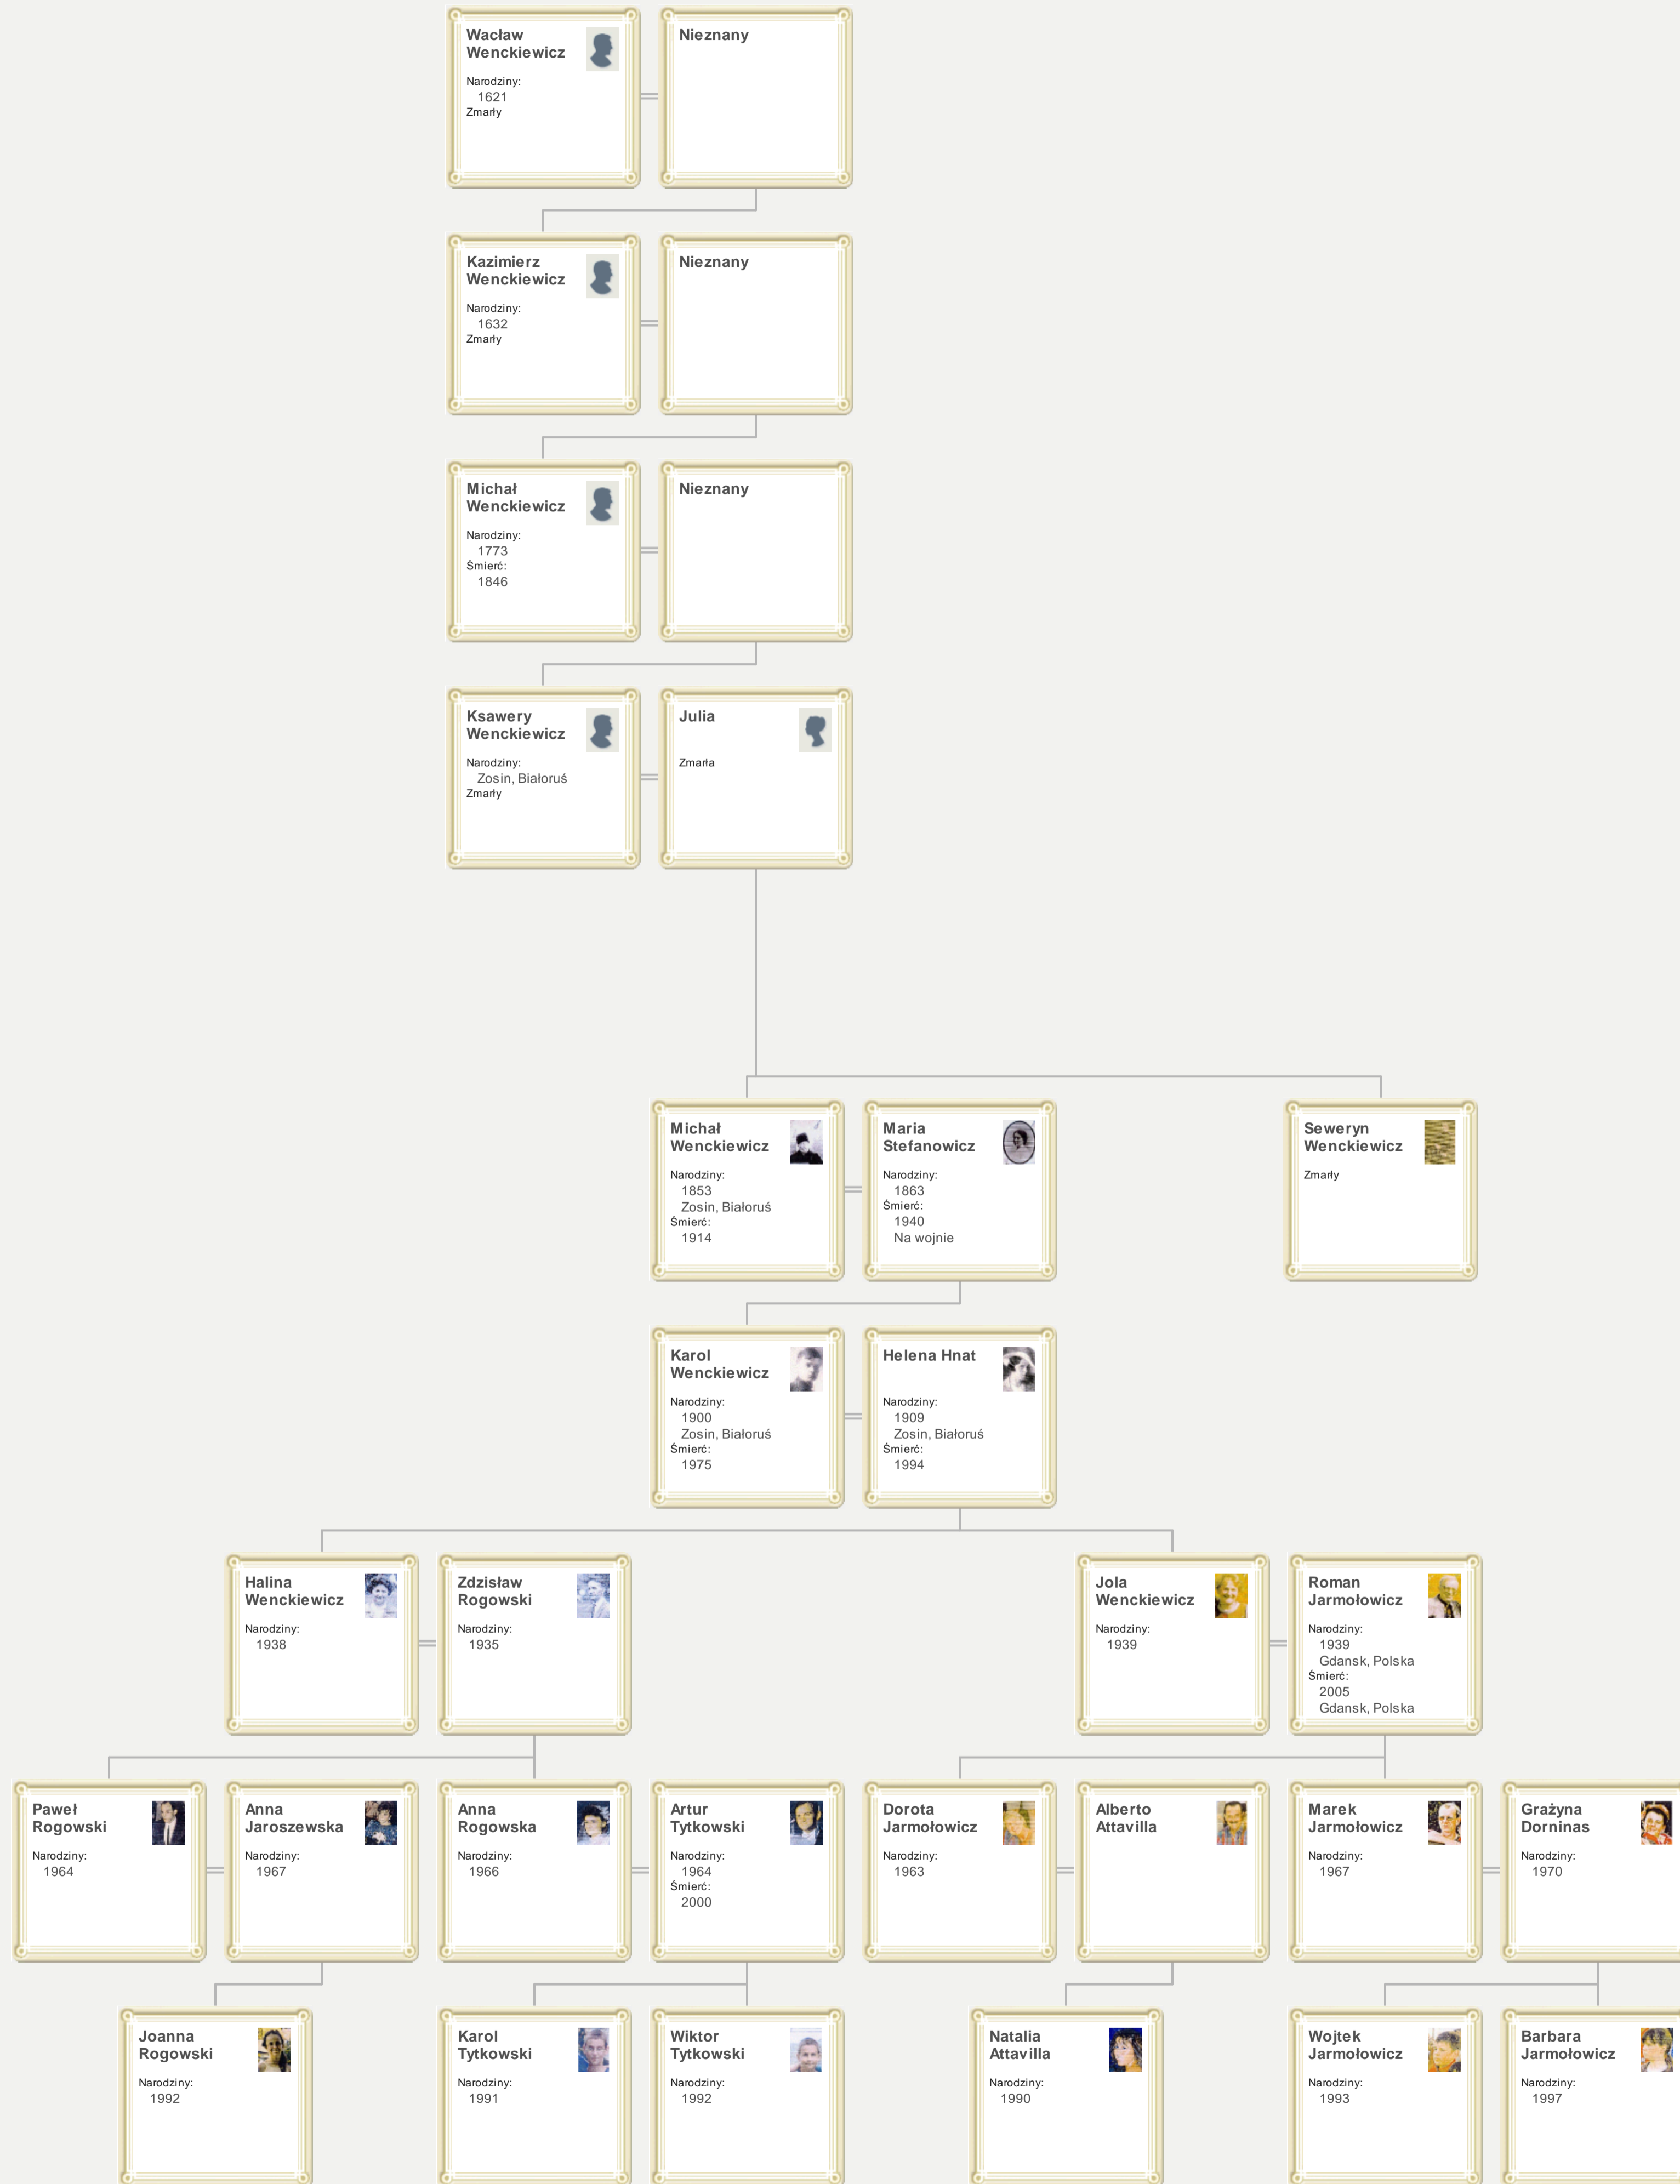 Wacław
Wenckiewicz
Narodziny:
1621
Zmarły
Nieznany
Kazimierz
Wenckiewicz
Narodziny:
1632
Zmarły
Nieznany
Michał
Wenckiewicz
Narodziny:
1773
Śmierć:
1846
Nieznany
Ksawery
Wenckiewicz
Narodziny:
Zosin, Białoruś
Zmarły
Julia
Zmarła
Michał
Wenckiewicz
Narodziny:
1853
Zosin, Białoruś
Śmierć:
1914
Maria
Stefanowicz
Narodziny:
1863
Śmierć:
1940
Na wojnie
Seweryn
Wenckiewicz
Zmarły
Karol
Wenckiewicz
Narodziny:
1900
Zosin, Białoruś
Śmierć:
1975
Helena Hnat
Narodziny:
1909
Zosin, Białoruś
Śmierć:
1994
Halina
Wenckiewicz
Narodziny:
1938
Zdzisław
Rogowski
Narodziny:
1935
Jola
Wenckiewicz
Narodziny:
1939
Roman
Jarmołowicz
Narodziny:
1939
Gdansk, Polska
Śmierć:
2005
Gdansk, Polska
Paweł
Rogowski
Narodziny:
1964
Anna
Jaroszewska
Narodziny:
1967
Anna
Rogowska
Narodziny:
1966
Artur
Tytkowski
Narodziny:
1964
Śmierć:
2000
Dorota
Jarmołowicz
Narodziny:
1963
Alberto
Attavilla
Marek
Jarmołowicz
Narodziny:
1967
Grażyna
Dorninas
Narodziny:
1970
Joanna
Rogowski
Narodziny:
1992
Karol
Tytkowski
Narodziny:
1991
Wiktor
Tytkowski
Narodziny:
1992
Natalia
Attavilla
Narodziny:
1990
Wojtek
Jarmołowicz
Narodziny:
1993
Barbara
Jarmołowicz
Narodziny:
1997